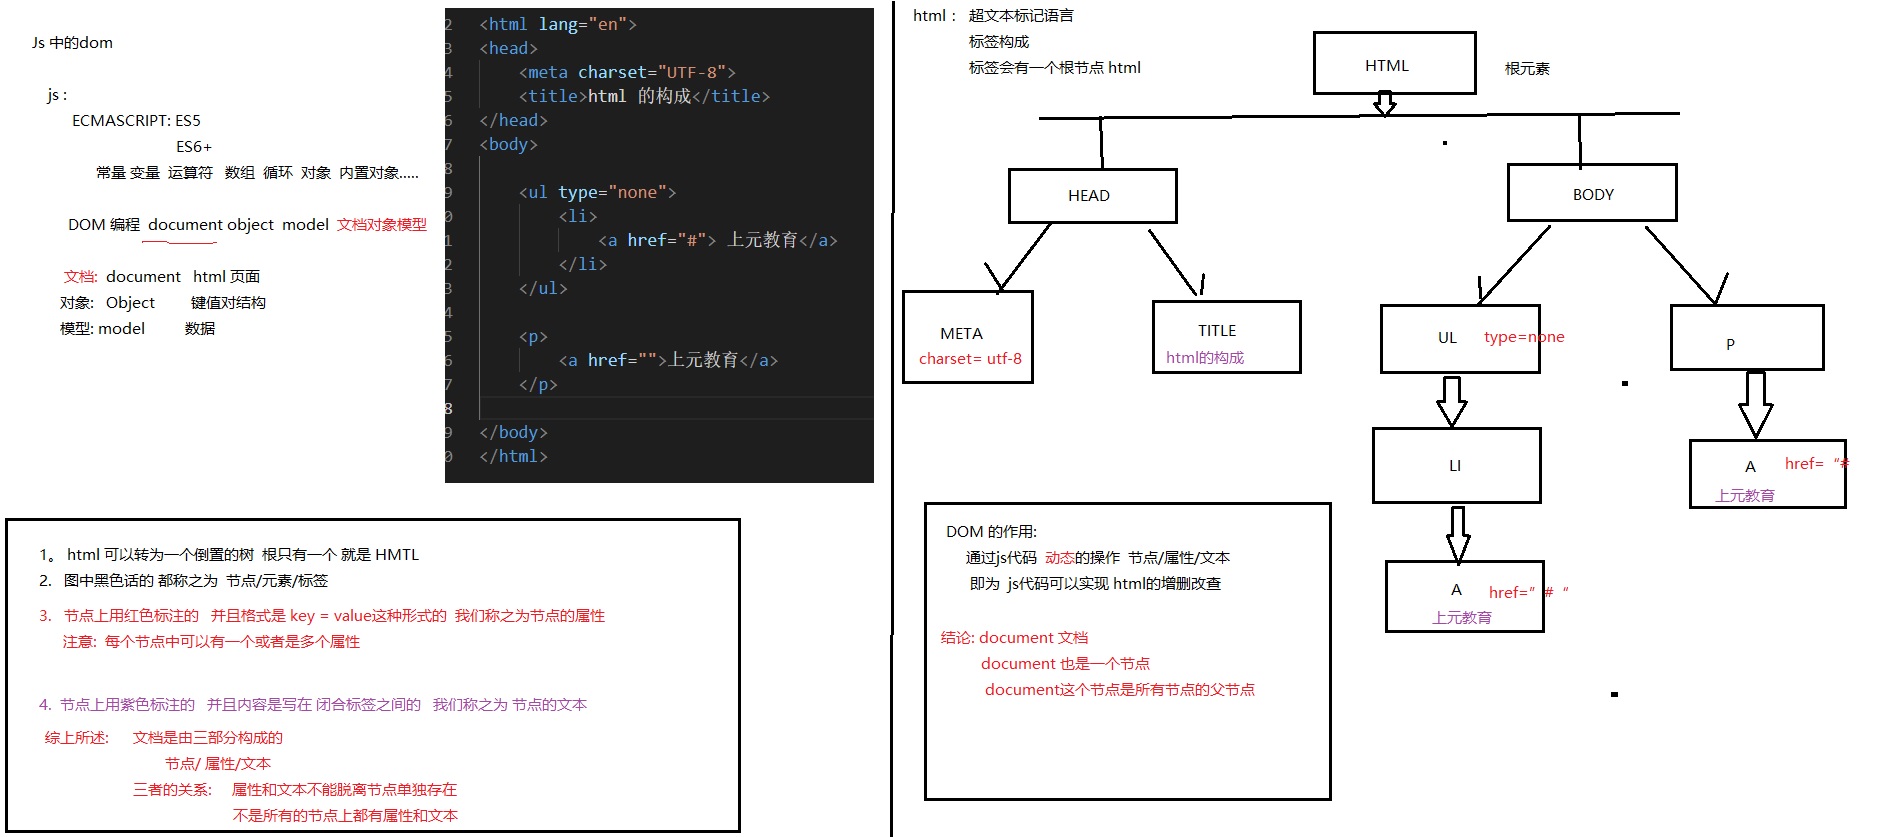 Js 中的dom
js :
ECMASCRIPT: ES5
ES6+
常量 变量 运算符 数组 循环 对象 内置对象.....
DOM 编程 document object model 文档对象模型
文档: document html 页面
对象: Object 键值对结构
模型: model 数据
2 <html lang="en">
3 <head>
4 <meta charset="UTF-8">
5 <title>html 的构成</title>
6 </head>
7 <body>
8
9 <ul type="none">
0 <li>
1 <a href="#"> 上元教育</a>
2 </li>
3 </ul>
4
5 <p>
6 <a href="">上元教育</a>
7 </p>
8
9 </body>
0 </html>
1。 html 可以转为一个倒置的树 根只有一个 就是 HMTL
2. 图中黑色话的 都称之为 节点/元素/标签
3. 节点上用红色标注的 并且格式是 key = value这种形式的 我们称之为节点的属性
注意: 每个节点中可以有一个或者是多个属性
4. 节点上用紫色标注的 并且内容是写在 闭合标签之间的 我们称之为 节点的文本
综上所述: 文档是由三部分构成的
节点/ 属性/文本
三者的关系: 属性和文本不能脱离节点单独存在
不是所有的节点上都有属性和文本
html : 超文本标记语言
标签构成
标签会有一个根节点 html
HTML
根元素
HEAD
BODY
META
charset= utf-8
TITLE
html的构成
UL
type=none
P
LI
A
href= “#
上元教育
A
href=” # “
上元教育
DOM 的作用:
通过js代码 动态的操作 节点/属性/文本
即为 js代码可以实现 html的增删改查
结论: document 文档
document 也是一个节点
document这个节点是所有节点的父节点